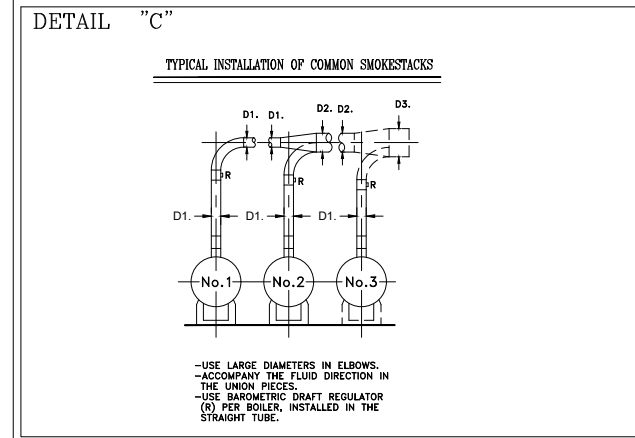 DETAIL "C"
TYPICAL INSTALLATION OF COMMON SMOKESTACKS
D1. D1. D2. D2. D3.
R R R
D1. D1. D1.
No.1 No.2 No.3
-USE LARGE DIAMETERS IN ELBOWS.
-ACCOMPANY THE FLUID DIRECTION IN
THE UNION PIECES.
-USE BAROMETRIC DRAFT REGULATOR
(R) PER BOILER, INSTALLED IN THE
STRAIGHT TUBE.